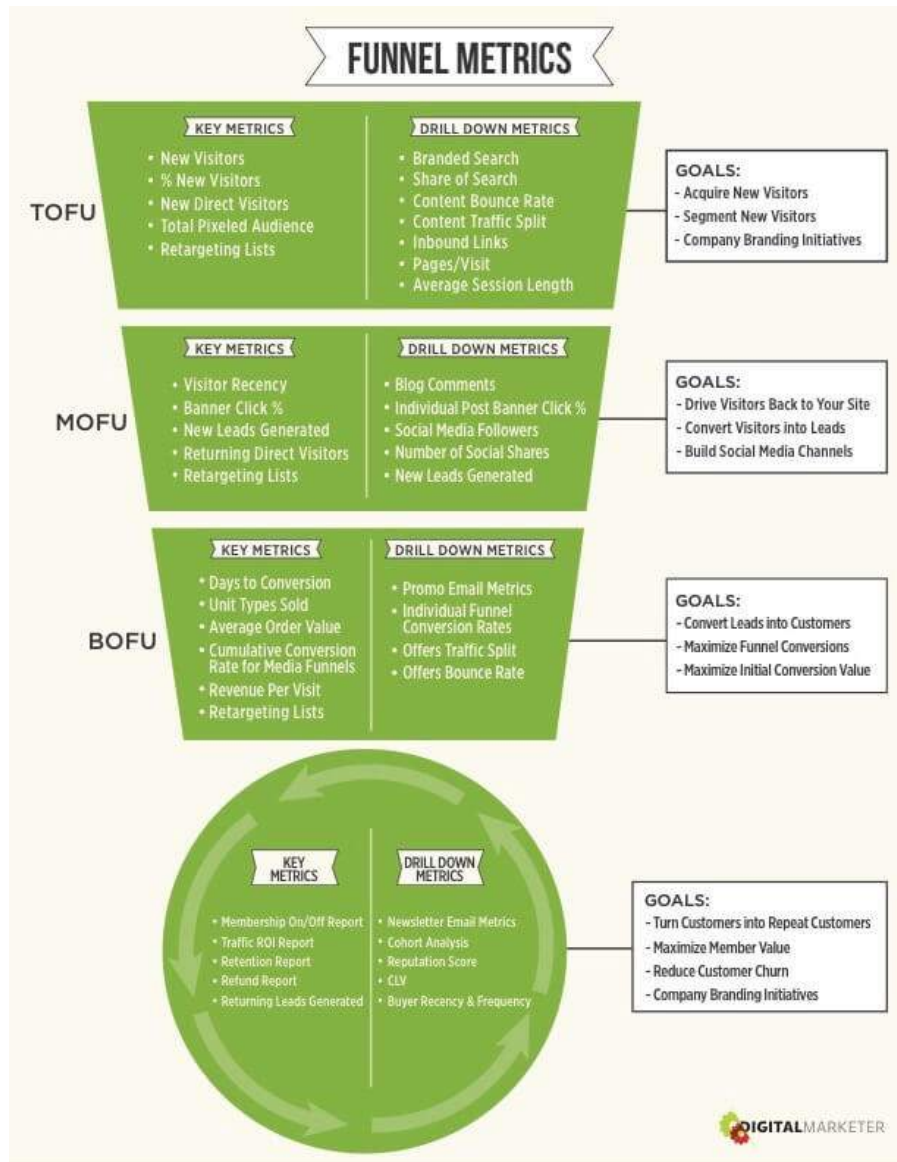 FUNNEL METRICS
TOFU
KEY METRICS
• New Visitors
• % New Visitors
• New Direct Visitors
• Total Pixeled Audience
• Retargeting Lists
DRILL DOWN METRICS
• Branded Search
• Share of Search
• Content Bounce Rate
• Content Traffic Split
• Inbound Links
• Pages/Visit
• Average Session Length
GOALS:
- Acquire New Visitors
- Segment New Visitors
- Company Branding Initiatives
MOFU
KEY METRICS
• Visitor Recency
• Banner Click %
• New Leads Generated
• Returning Direct Visitors
• Retargeting Lists
DRILL DOWN METRICS
• Blog Comments
• Individual Post Banner Click %
• Social Media Followers
• Number of Social Shares
• New Leads Generated
GOALS:
- Drive Visitors Back to Your Site
- Convert Visitors into Leads
- Build Social Media Channels
BOFU
KEY METRICS
• Days to Conversion
• Unit Types Sold
• Average Order Value
• Cumulative Conversion
Rate for Media Funnels
• Revenue Per Visit
• Retargeting Lists
DRILL DOWN METRICS
• Promo Email Metrics
• Individual Funnel
Conversion Rates
• Offers Traffic Split
• Offers Bounce Rate
GOALS:
- Convert Leads into Customers
- Maximize Funnel Conversions
- Maximize Initial Conversion Value
KEY
METRICS
• Membership On/Off Report
• Traffic ROI Report
• Retention Report
• Refund Report
• Returning Leads Generated
DRILL DOWN
METRICS
• Newsletter Email Metrics
• Cohort Analysis
• Reputation Score
• CLV
• Buyer Recency & Frequency
GOALS:
- Turn Customers into Repeat Customers
- Maximize Member Value
- Reduce Customer Churn
- Company Branding Initiatives
DIGITALMARKETER